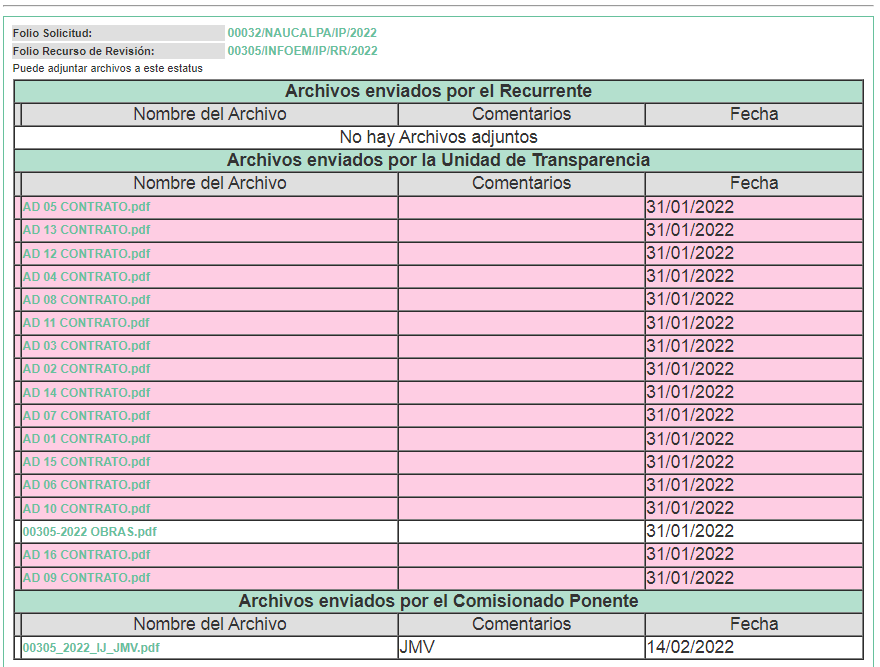 Folio Solicitud: 00032/NAUCALPA/IP/2022
Folio Recurso de Revisión: 00305/INFOEM/IP/RR/2022
Puede adjuntar archivos a este estatus
Archivos enviados por el Recurrente
Nombre del Archivo Comentarios Fecha
No hay Archivos adjuntos
Archivos enviados por la Unidad de Transparencia
Nombre del Archivo Comentarios Fecha
AD 05 CONTRATO.pdf 31/01/2022
AD 13 CONTRATO.pdf 31/01/2022
AD 12 CONTRATO.pdf 31/01/2022
AD 04 CONTRATO.pdf 31/01/2022
AD 08 CONTRATO.pdf 31/01/2022
AD 11 CONTRATO.pdf 31/01/2022
AD 03 CONTRATO.pdf 31/01/2022
AD 02 CONTRATO.pdf 31/01/2022
AD 14 CONTRATO.pdf 31/01/2022
AD 07 CONTRATO.pdf 31/01/2022
AD 01 CONTRATO.pdf 31/01/2022
AD 15 CONTRATO.pdf 31/01/2022
AD 06 CONTRATO.pdf 31/01/2022
AD 10 CONTRATO.pdf 31/01/2022
00305-2022 OBRAS.pdf 31/01/2022
AD 16 CONTRATO.pdf 31/01/2022
AD 09 CONTRATO.pdf 31/01/2022
Archivos enviados por el Comisionado Ponente
Nombre del Archivo Comentarios Fecha
00305_2022_IJ_JMV.pdf JMV 14/02/2022